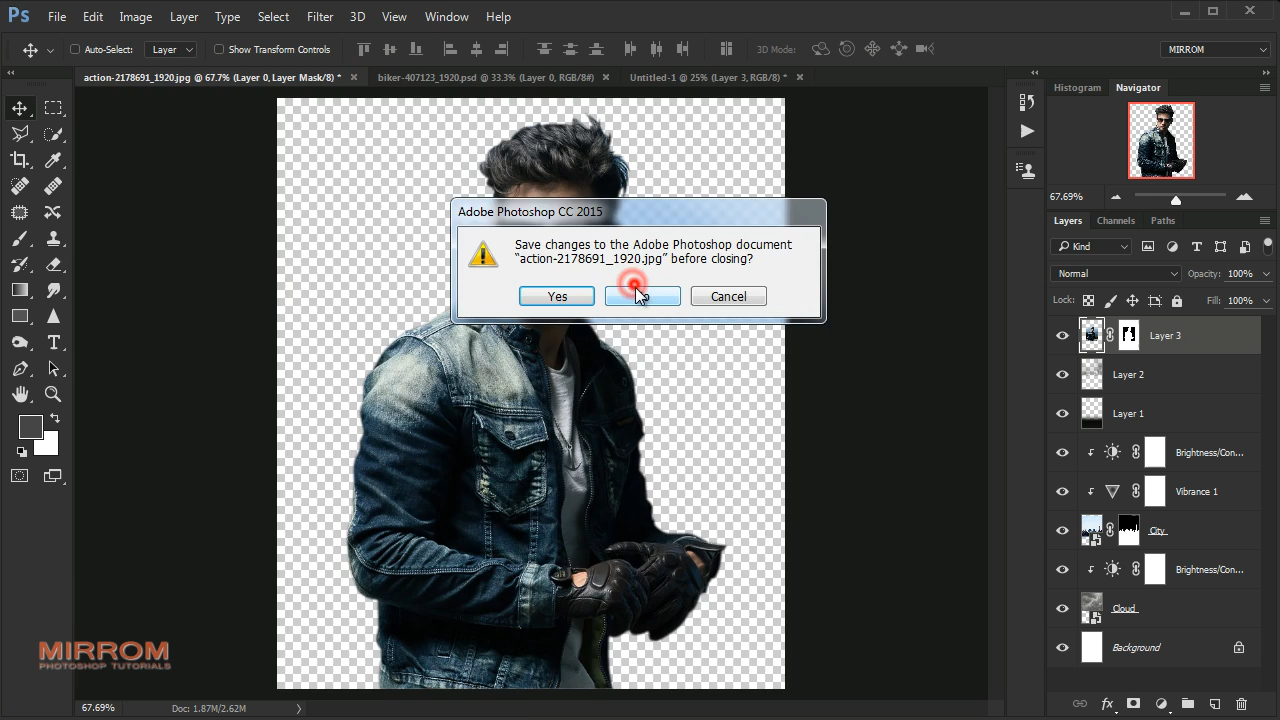 Ps File Edit Image Layer Type Select Filter 3D View Window Help
Auto-Select: Layer Show Transform Controls 3D Mode: MIRROM
action-2178691_1920.jpg @ 67.7% (Layer 0, Layer Mask/8) * biker-407123_1920.psd @ 33.3% (Layer 0, RGB/8#) Untitled-1 @ 25% (Layer 3, RGB/8) *
Histogram Navigator
67.69%
Layers Channels Paths
Kind
Normal Opacity: 100%
Lock: Fill: 100%
Layer 3
Layer 2
Layer 1
Brightness/Con...
Vibrance 1
City
Brightness/Con...
Cloud
Background
Adobe Photoshop CC 2015
Save changes to the Adobe Photoshop document
“action-2178691_1920.jpg” before closing?
Yes Cancel
MIRROM
PHOTOSHOP TUTORIALS
67.69% Doc: 1.87M/2.62M